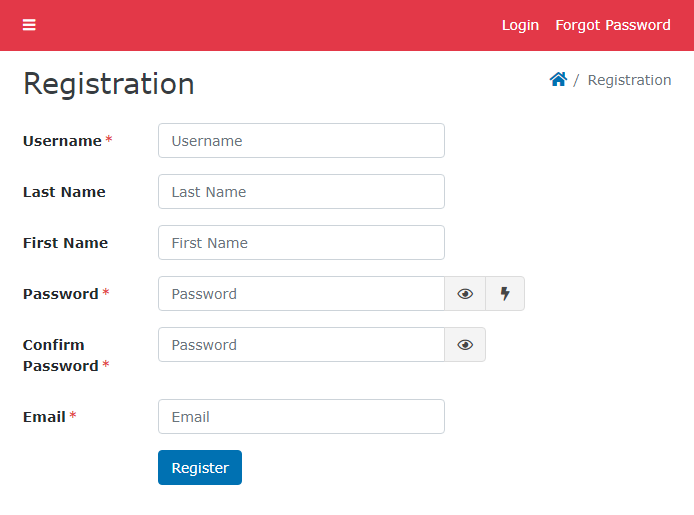 Login Forgot Password
Registration
/ Registration
Username * Username
Last Name Last Name
First Name First Name
Password * Password
Confirm Password
Password *
Email * Email
Register